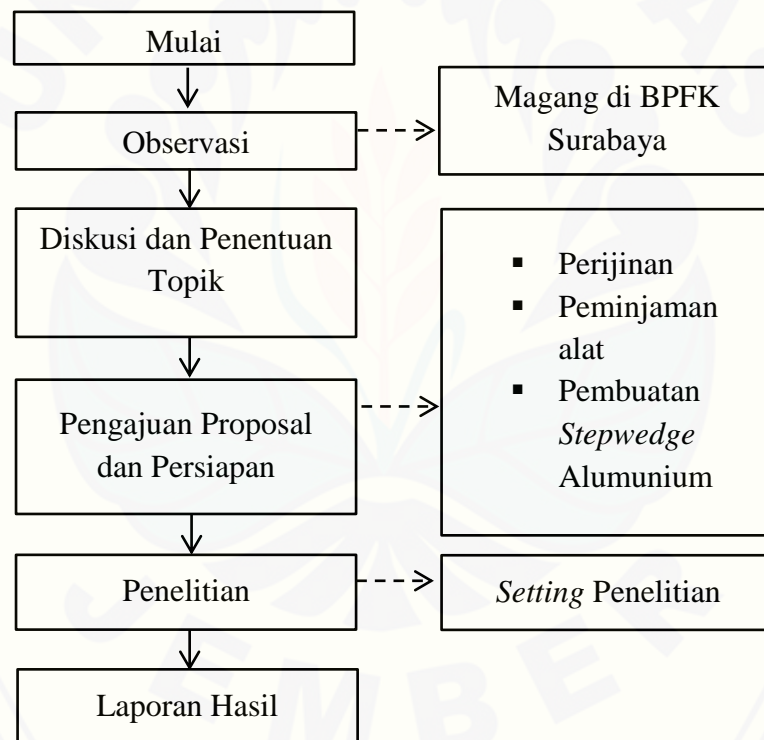 Mulai
Observasi
Magang di BPFK
Surabaya
Diskusi dan Penentuan
Topik
Pengajuan Proposal
dan Persiapan
▪ Perijinan
▪ Peminjaman
alat
▪ Pembuatan
Stepwedge
Alumunium
Penelitian
Setting Penelitian
Laporan Hasil
JEMBER